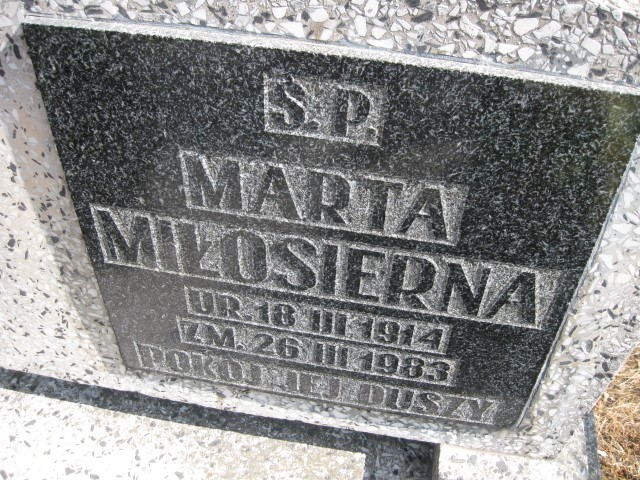 Ś.P.
MARTA
MIŁOSIERNA
UR. 18 III 1914
ZM. 26 III 1983
POKÓJ JEJ DUSZY